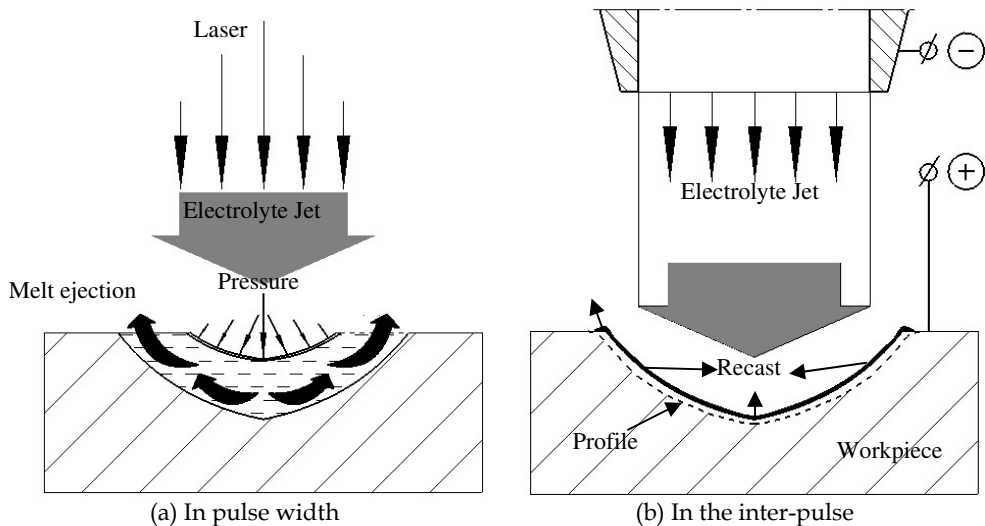 Laser
Electrolyte Jet
Pressure
Melt ejection
(a) In pulse width
−
+
Electrolyte Jet
Recast
Profile
Workpiece
(b) In the inter-pulse